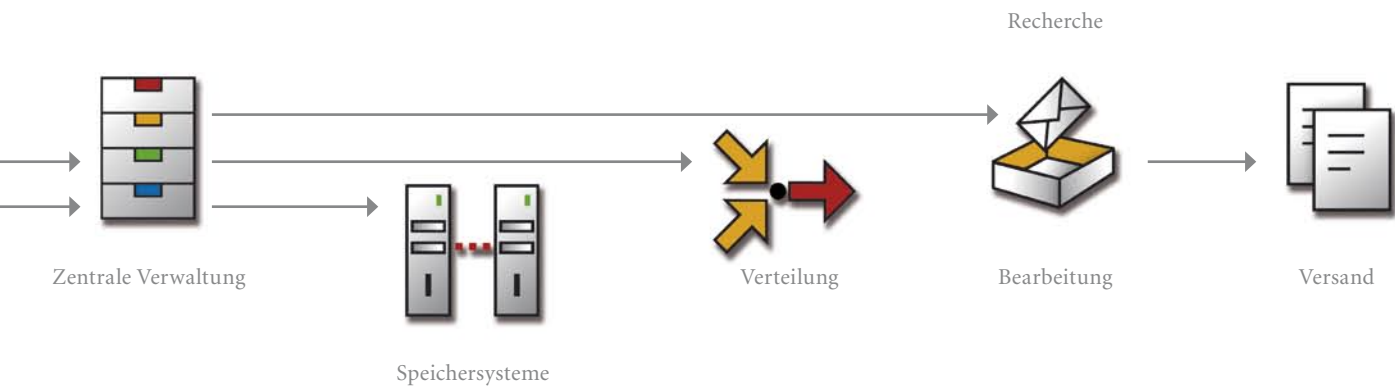 Recherche
Zentrale Verwaltung
Verteilung
Bearbeitung
Versand
Speichersysteme